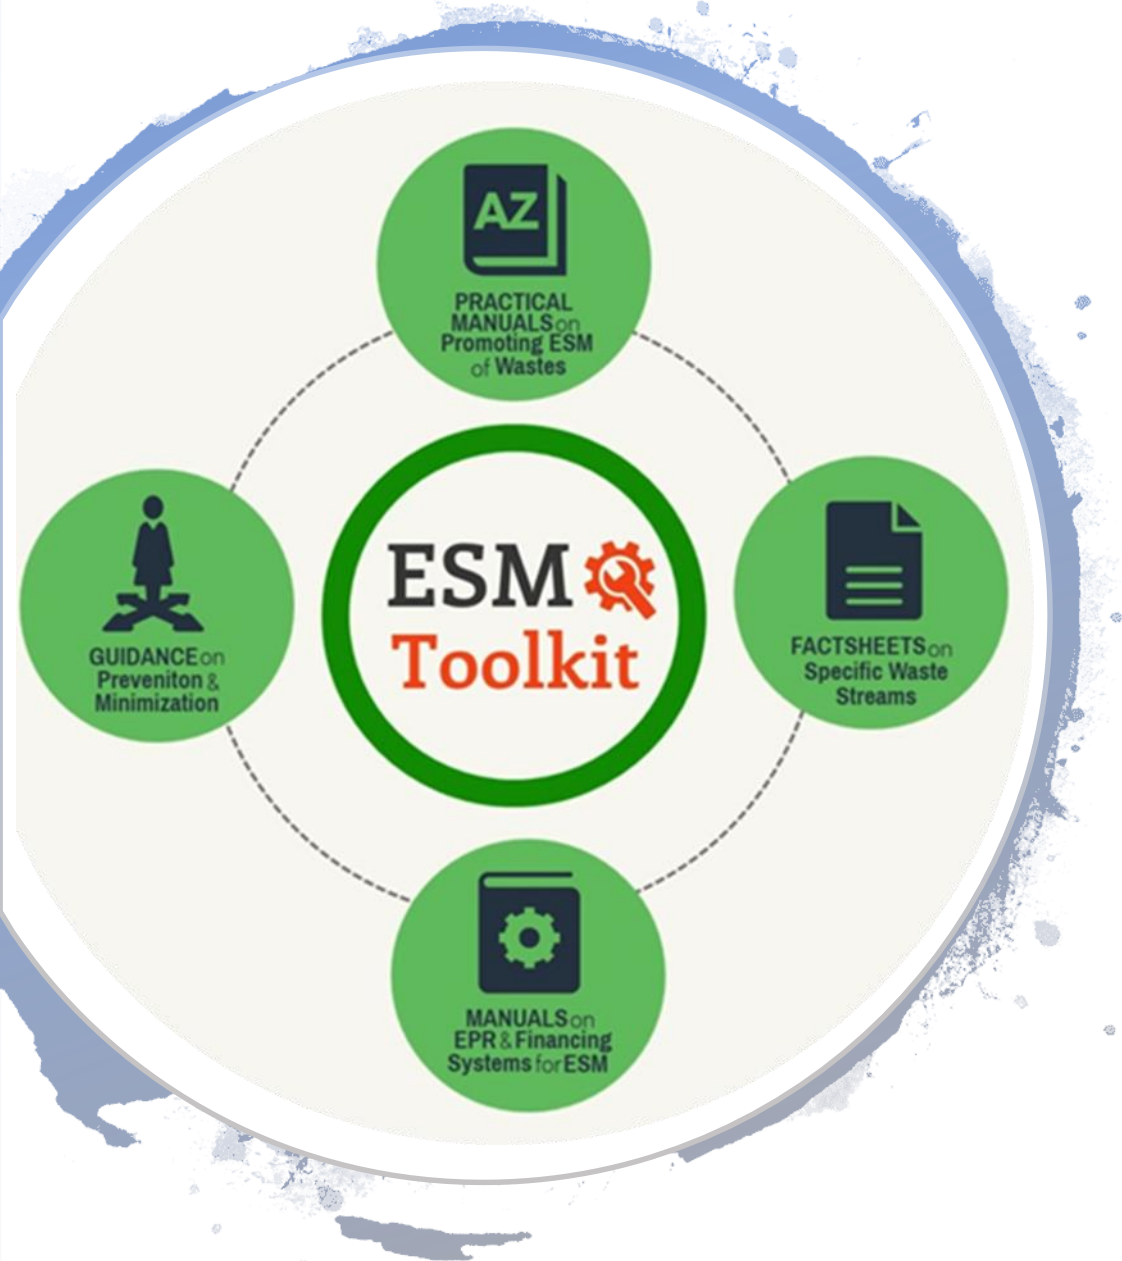 AZ
PRACTICAL
MANUALS on
Promoting ESM
of Wastes
ESM
Toolkit
GUIDANCE on
Preveniton &
Minimization
FACTSHEETS on
Specific Waste
Streams
MANUALS on
EPR & Financing
Systems for ESM